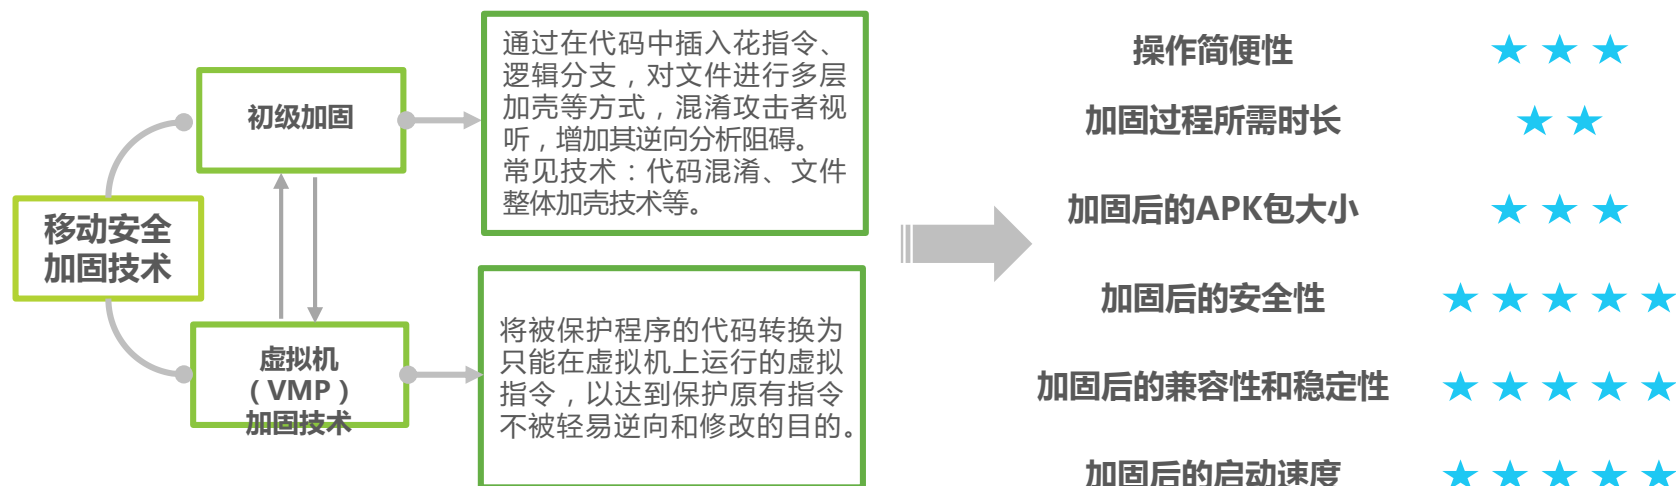 移动安全
加固技术
初级加固
虚拟机
（VMP）
加固技术
通过在代码中插入花指令、
逻辑分支，对文件进行多层
加壳等方式，混淆攻击者视
听，增加其逆向分析阻碍。
常见技术：代码混淆、文件
整体加壳技术等。
将被保护程序的代码转换为
只能在虚拟机上运行的虚拟
指令，以达到保护原有指令
不被轻易逆向和修改的目的。
操作简便性
加固过程所需时长
加固后的APK包大小
加固后的安全性
加固后的兼容性和稳定性
加固后的启动速度